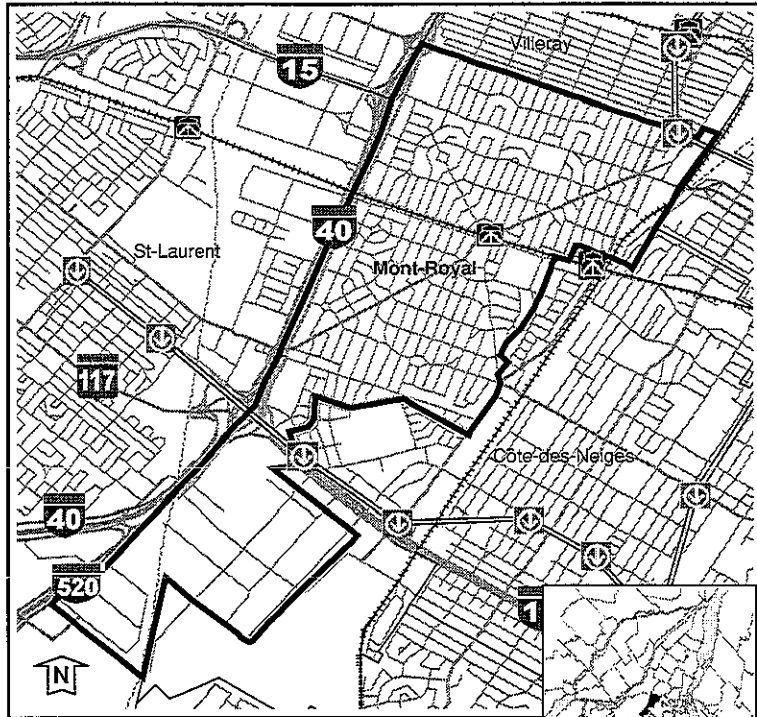 Villeray
15
40
St-Laurent
Mont-Royal
117
Côte-des-Neiges
40
520
1
N